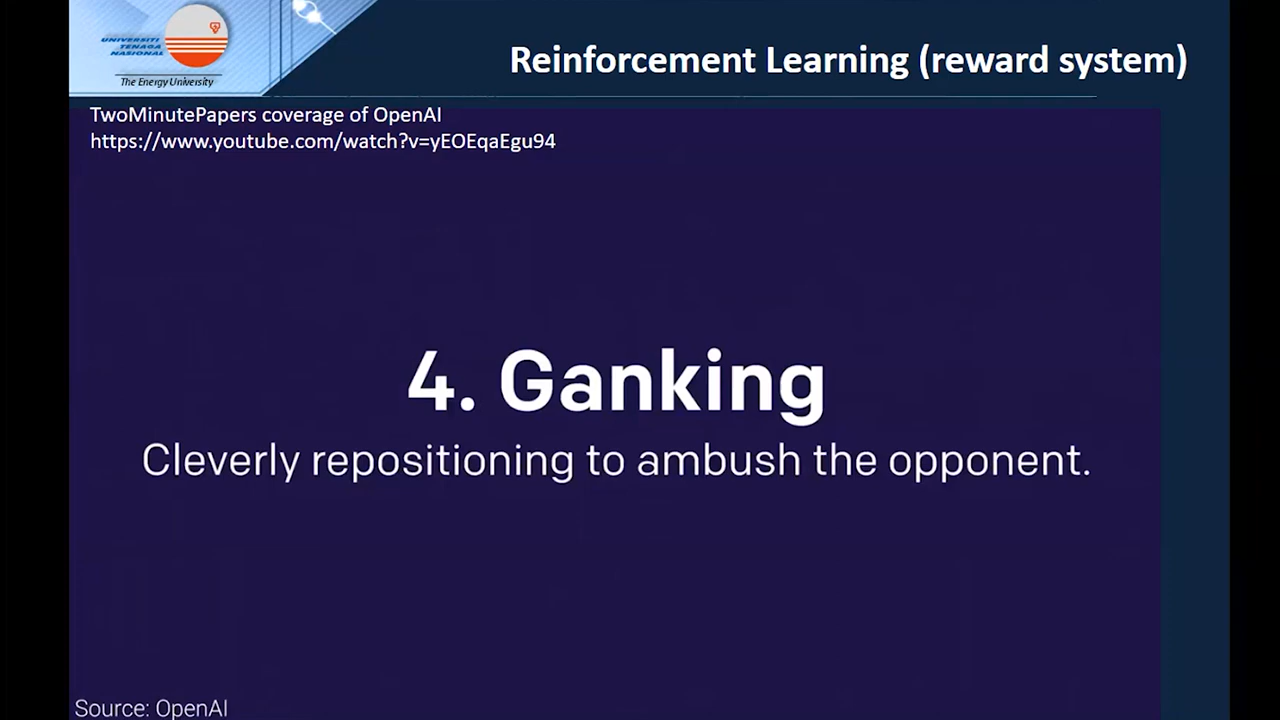 UNIVERSITI
TENAGA
NASIONAL
The Energy University
Reinforcement Learning (reward system)
TwoMinutePapers coverage of OpenAI
https://www.youtube.com/watch?v=yEOEqaEgu94
4. Ganking
Cleverly repositioning to ambush the opponent.
Source: OpenAI